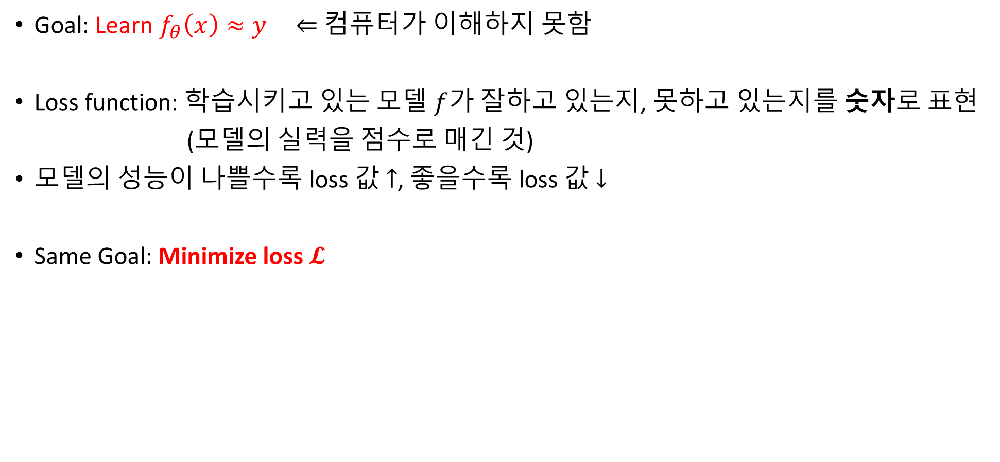 • Goal: Learn f_θ(x) ≈ y ⇐ 컴퓨터가 이해하지 못함
• Loss function: 학습시키고 있는 모델 f가 잘하고 있는지, 못하고 있는지를 숫자로 표현
(모델의 실력을 점수로 매긴 것)
• 모델의 성능이 나쁠수록 loss 값↑, 좋을수록 loss 값↓
• Same Goal: Minimize loss ℒ